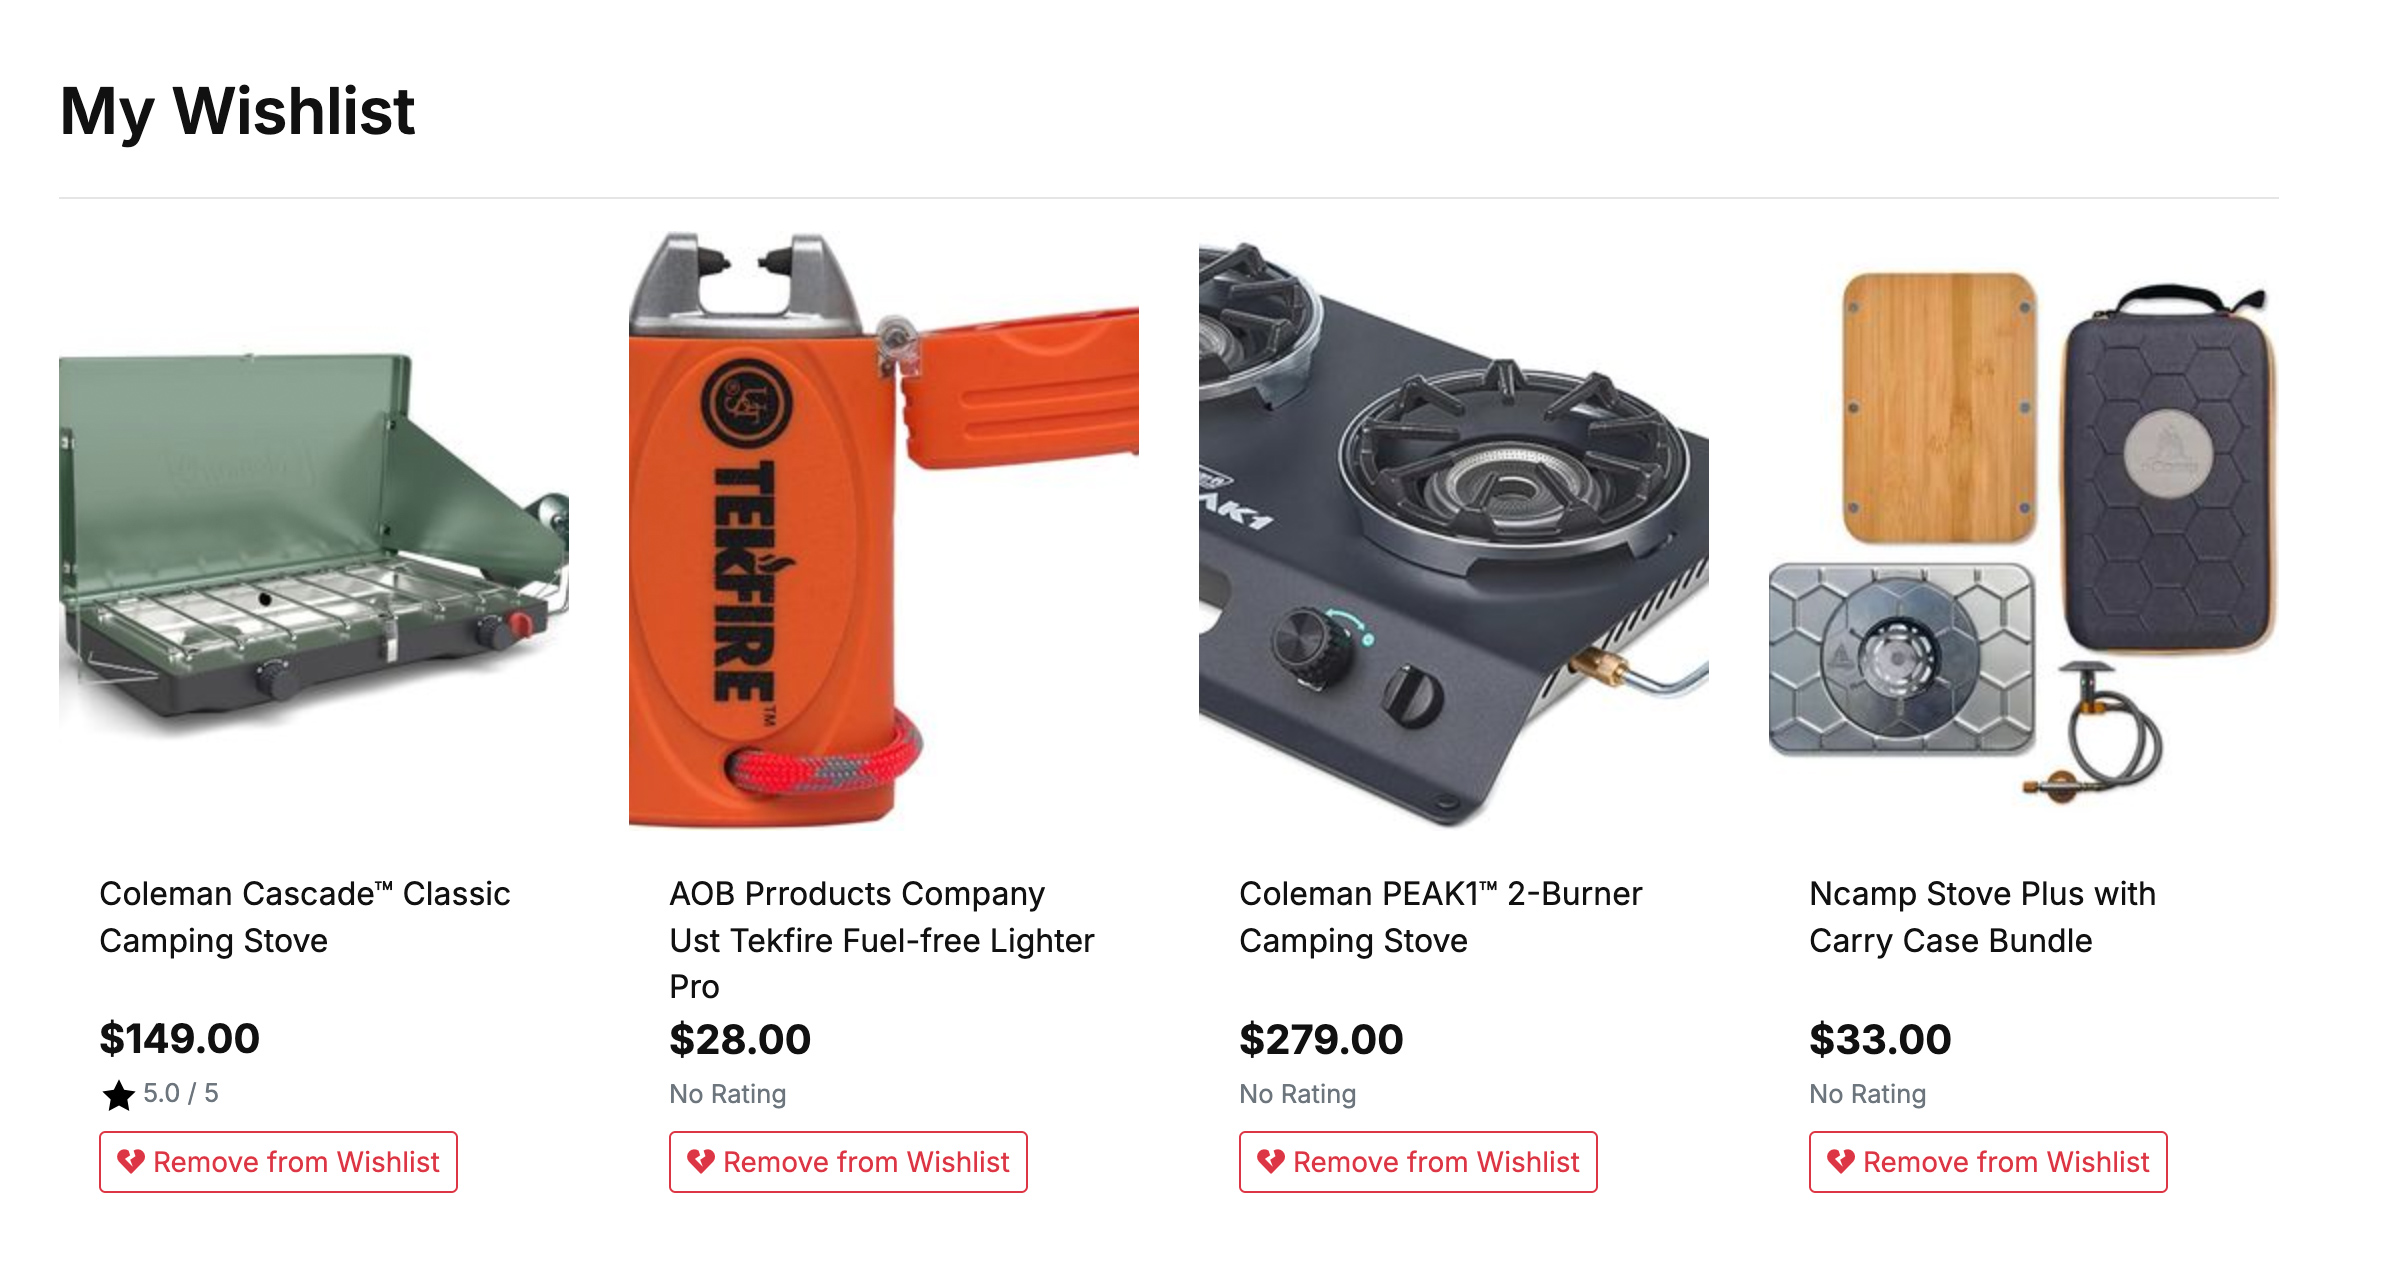 My Wishlist
UST
TEKFIRE™
AK1
Coleman Cascade™ Classic
Camping Stove
$149.00
5.0 / 5
Remove from Wishlist
AOB Prroducts Company
Ust Tekfire Fuel-free Lighter
Pro
$28.00
No Rating
Remove from Wishlist
Coleman PEAK1™ 2-Burner
Camping Stove
$279.00
No Rating
Remove from Wishlist
Ncamp Stove Plus with
Carry Case Bundle
$33.00
No Rating
Remove from Wishlist